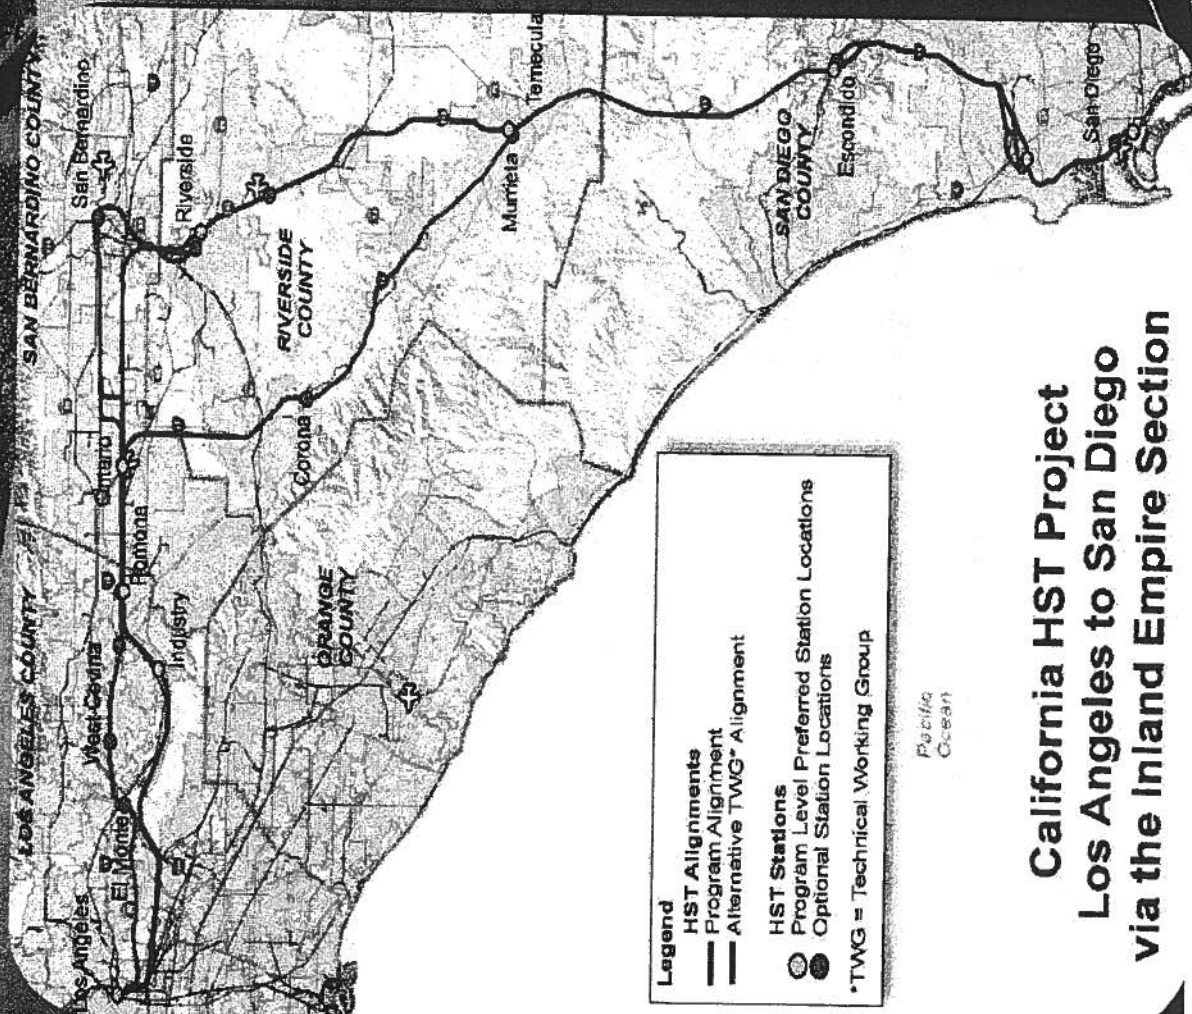 LOS ANGELES COUNTY
SAN BERNARDINO COUNTY
Los Angeles
El Monte
West Covina
Industry
Pomona
Ontario
San Bernardino
Riverside
RIVERSIDE
COUNTY
Corona
ORANGE
COUNTY
Murrieta
Temecula
SAN DIEGO
COUNTY
Escondido
San Diego
Pacific
Ocean
Legend
HST Alignments
Program Alignment
Alternative TWG* Alignment
HST Stations
Program Level Preferred Station Locations
Optional Station Locations
*TWG = Technical Working Group
California HST Project
Los Angeles to San Diego
via the Inland Empire Section